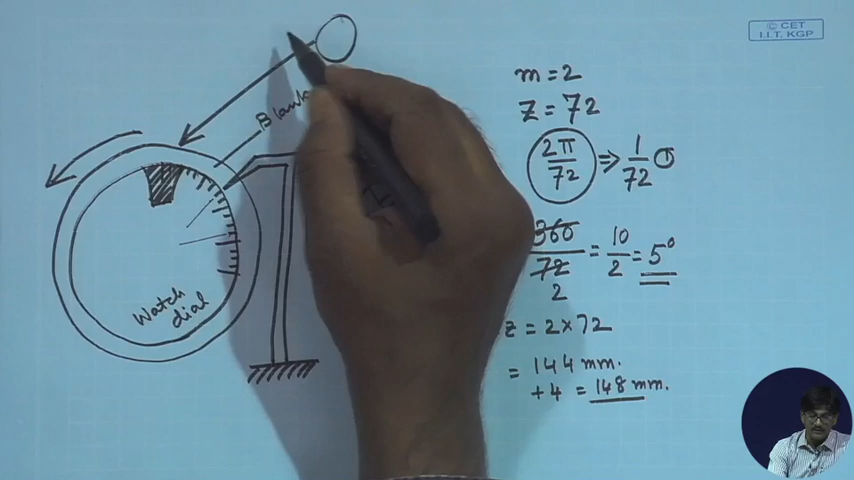 © CET
I.I.T. KGP
m = 2
Z = 72
2π/72 ⇒ 1/72
360/72 = 10/2 = 5°
2
z = 2 × 72
= 144 mm.
+4 = 148 mm.
Blank
Watch
dial